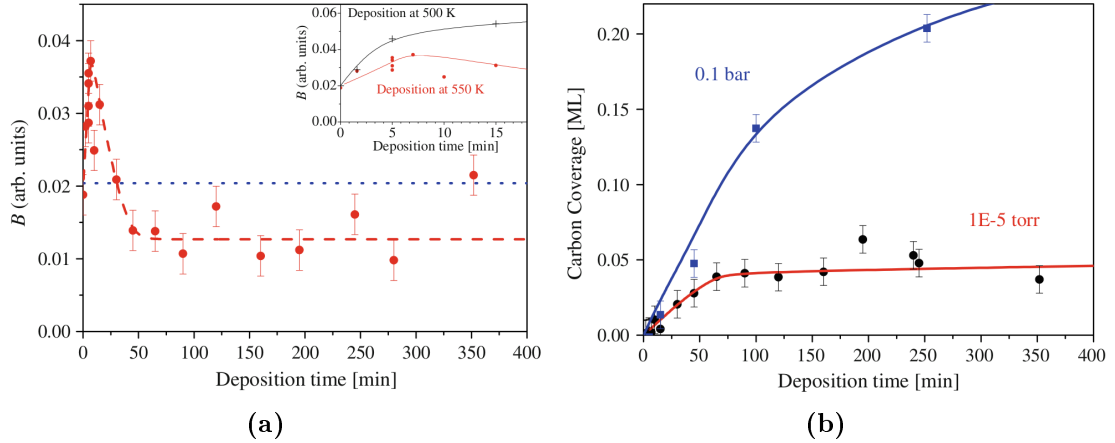 0.04
0.03
0.02
0.01
0.00
B (arb. units)
0 50 100 150 200 250 300 350 400
Deposition time [min]
0.06
0.04
0.02
0.00
B (arb. units)
Deposition at 500 K
Deposition at 550 K
0 5 10 15
Deposition time [min]
(a)
0.20
0.15
0.10
0.05
0.00
Carbon Coverage [ML]
0.1 bar
1E-5 torr
0 50 100 150 200 250 300 350 400
Deposition time [min]
(b)